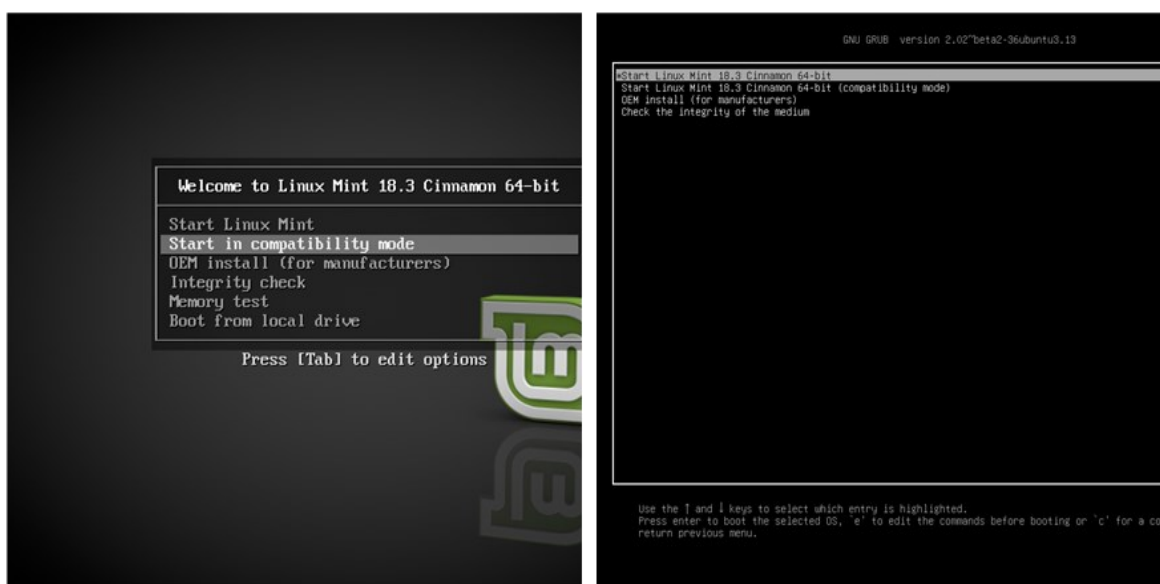 Welcome to Linux Mint 18.3 Cinnamon 64-bit
Start Linux Mint
Start in compatibility mode
OEM install (for manufacturers)
Integrity check
Memory test
Boot from local drive
Press [Tab] to edit options
lm
GNU GRUB version 2.02~beta2-36ubuntu3.13
*Start Linux Mint 18.3 Cinnamon 64-bit
Start Linux Mint 18.3 Cinnamon 64-bit (compatibility mode)
OEM install (for manufacturers)
Check the integrity of the medium
Use the ↑ and ↓ keys to select which entry is highlighted.
Press enter to boot the selected OS, `e' to edit the commands before booting or `c' for a co
return previous menu.